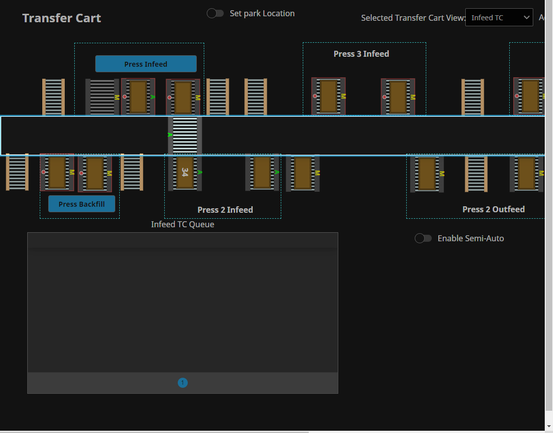 Transfer Cart
Set park Location
Selected Transfer Cart View:
Infeed TC
Press Infeed
Press 3 Infeed
34
Press Backfill
Press 2 Infeed
Press 2 Outfeed
Infeed TC Queue
Enable Semi-Auto
1